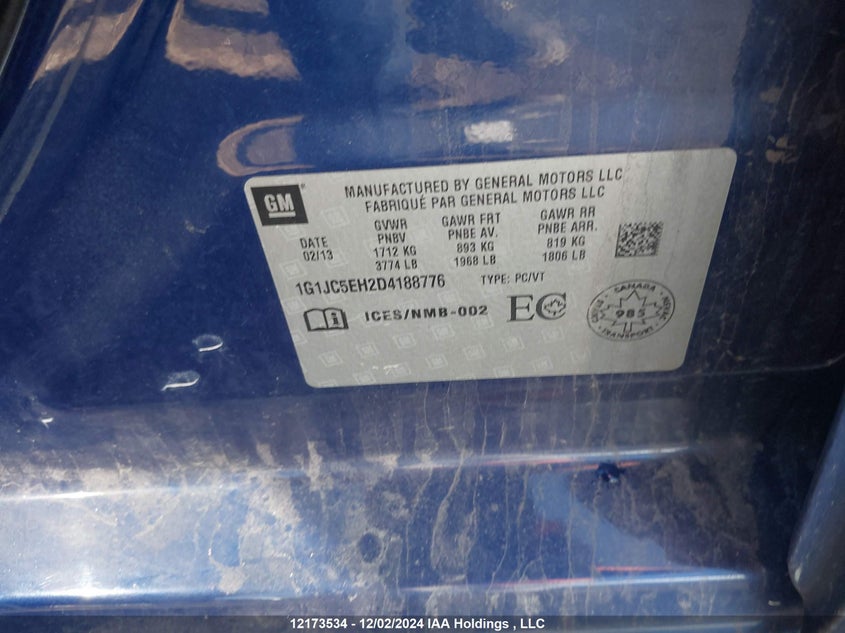 GM
MANUFACTURED BY GENERAL MOTORS LLC
FABRIQUÉ PAR GENERAL MOTORS LLC
DATE
02/13
GVWR
PNBV
1712 KG
3774 LB
GAWR FRT
PNBE AV.
893 KG
1968 LB
GAWR RR
PNBE ARR.
819 KG
1806 LB
1G1JC5EH2D4188776 TYPE: PC/VT
ICES/NMB-002 EC
CANADA
985
TRANSPORT
12173534 - 12/02/2024 IAA Holdings , LLC